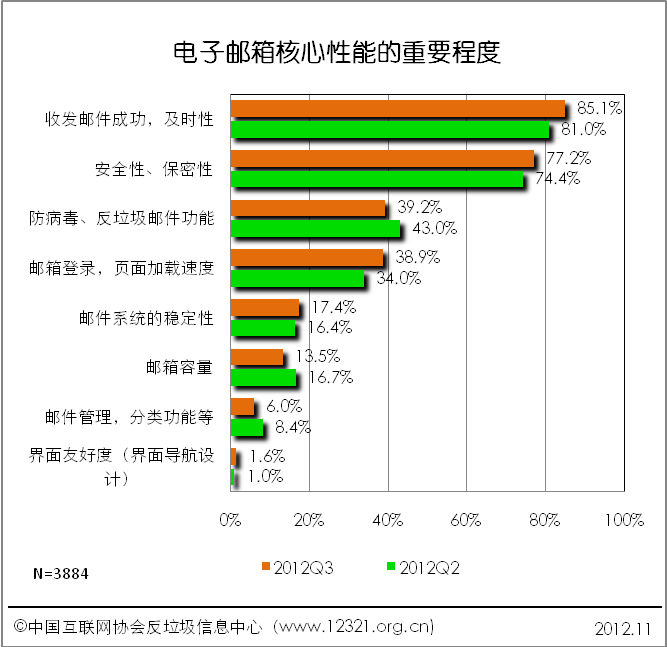 电子邮箱核心性能的重要程度
收发邮件成功，及时性
85.1%
81.0%
安全性、保密性
77.2%
74.4%
防病毒、反垃圾邮件功能
39.2%
43.0%
邮箱登录，页面加载速度
38.9%
34.0%
邮件系统的稳定性
17.4%
16.4%
邮箱容量
13.5%
16.7%
邮件管理，分类功能等
6.0%
8.4%
界面友好度（界面导航设
计）
1.6%
1.0%
0% 20% 40% 60% 80% 100%
2012Q3 2012Q2
N=3884
©中国互联网协会反垃圾信息中心（www.12321.org.cn)
2012.11